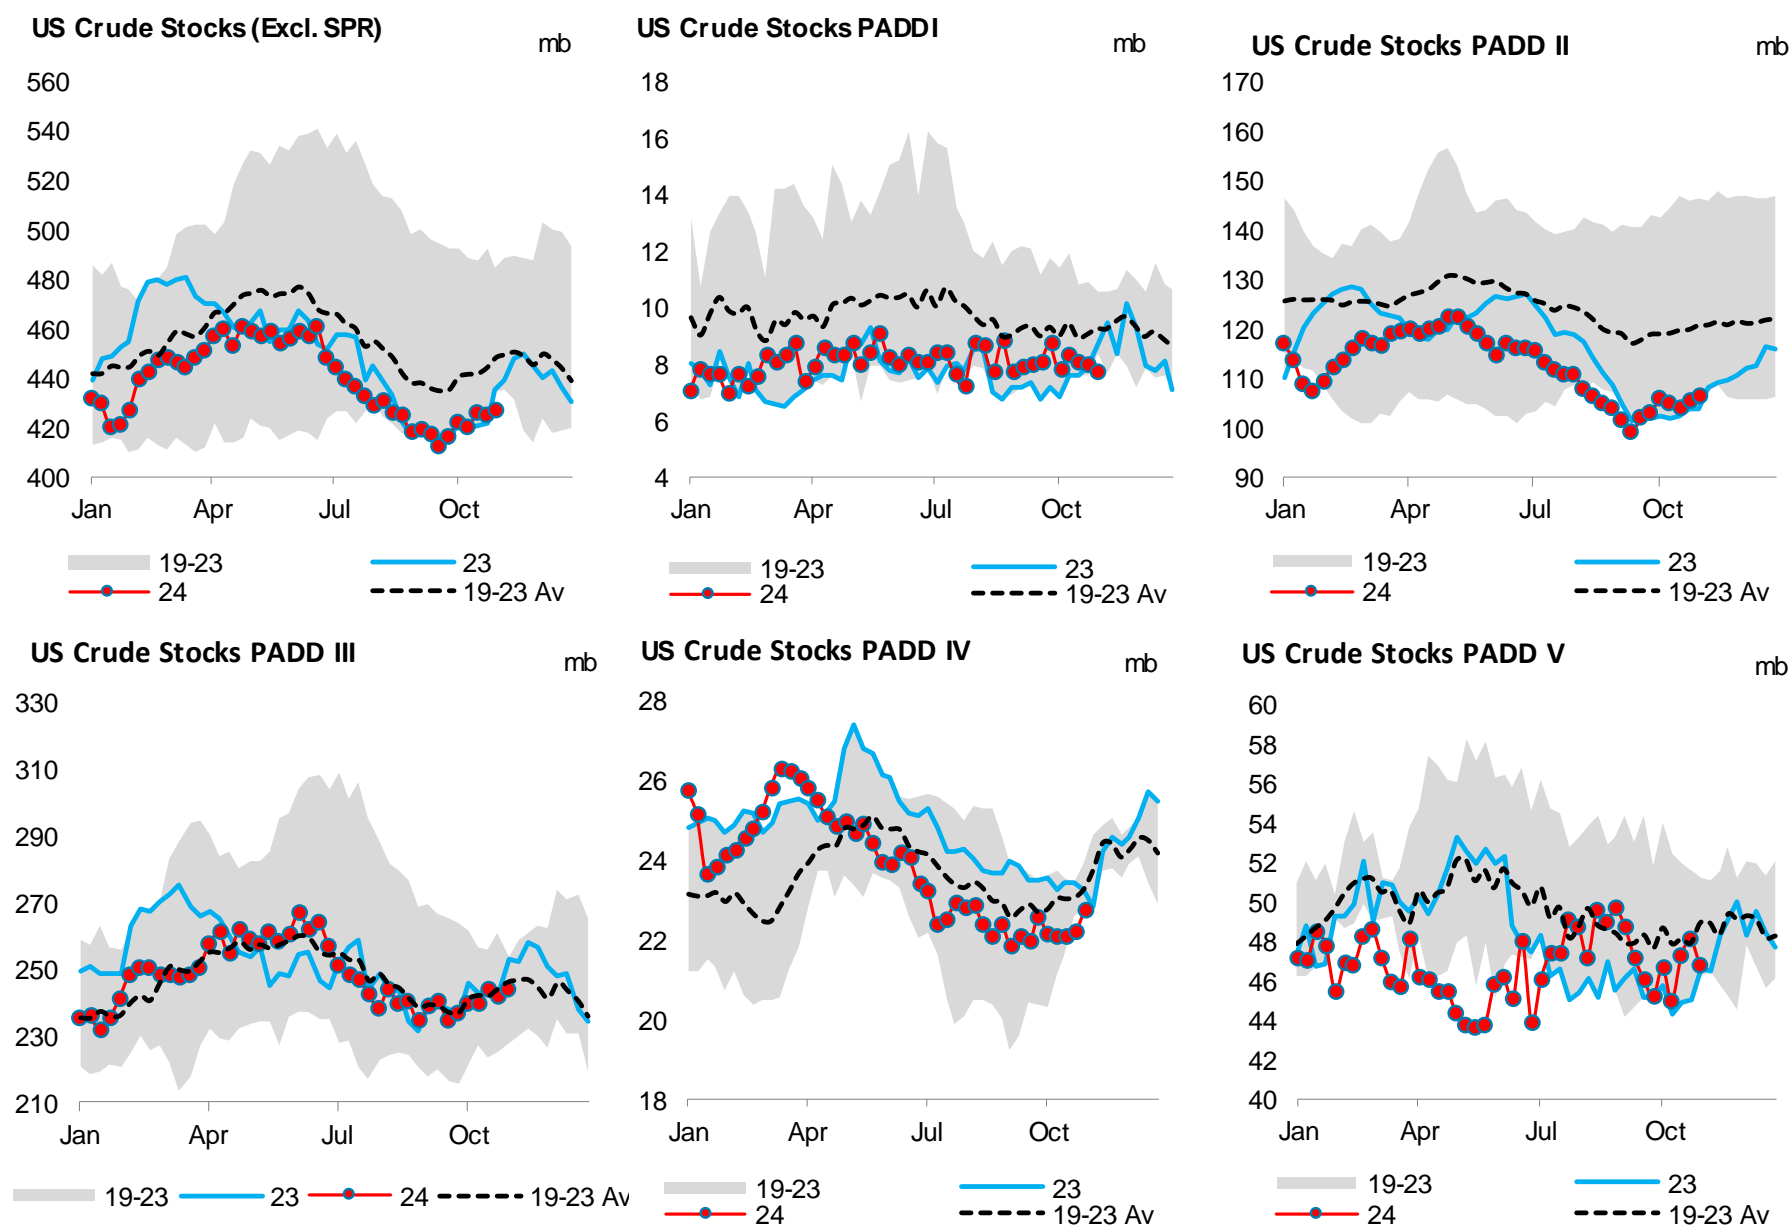 US Crude Stocks (Excl. SPR)
mb
560
540
520
500
480
460
440
420
400
Jan Apr Jul Oct
19-23 23
24 19-23 Av
US Crude Stocks PADD I
mb
18
16
14
12
10
8
6
4
Jan Apr Jul Oct
19-23 23
24 19-23 Av
US Crude Stocks PADD II
mb
170
160
150
140
130
120
110
100
90
Jan Apr Jul Oct
19-23 23
24 19-23 Av
US Crude Stocks PADD III
mb
330
310
290
270
250
230
210
Jan Apr Jul Oct
19-23 23 24 19-23 Av
US Crude Stocks PADD IV
mb
28
26
24
22
20
18
Jan Apr Jul Oct
19-23 23
24 19-23 Av
US Crude Stocks PADD V
mb
60
58
56
54
52
50
48
46
44
42
40
Jan Apr Jul Oct
19-23 23
24 19-23 Av